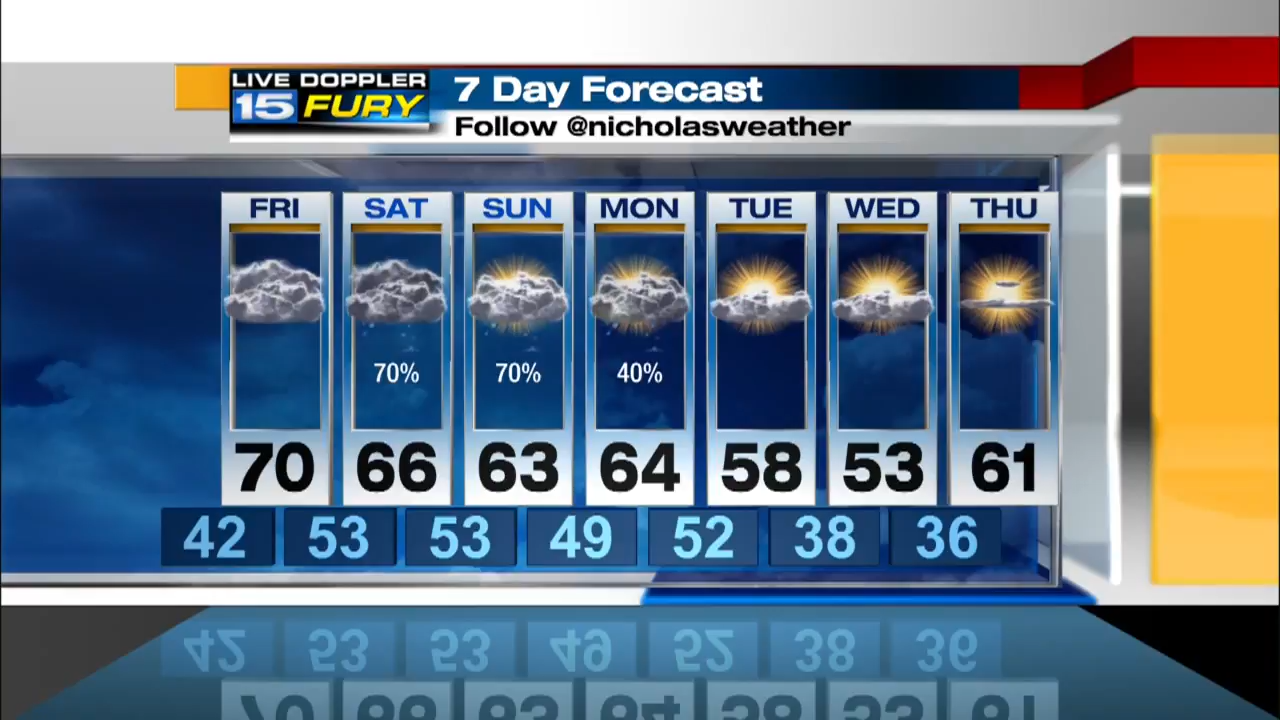 LIVE DOPPLER
15 FURY
7 Day Forecast
Follow @nicholasweather
FRI SAT SUN MON TUE WED THU
70% 70% 40%
70 66 63 64 58 53 61
42 53 53 49 52 38 36